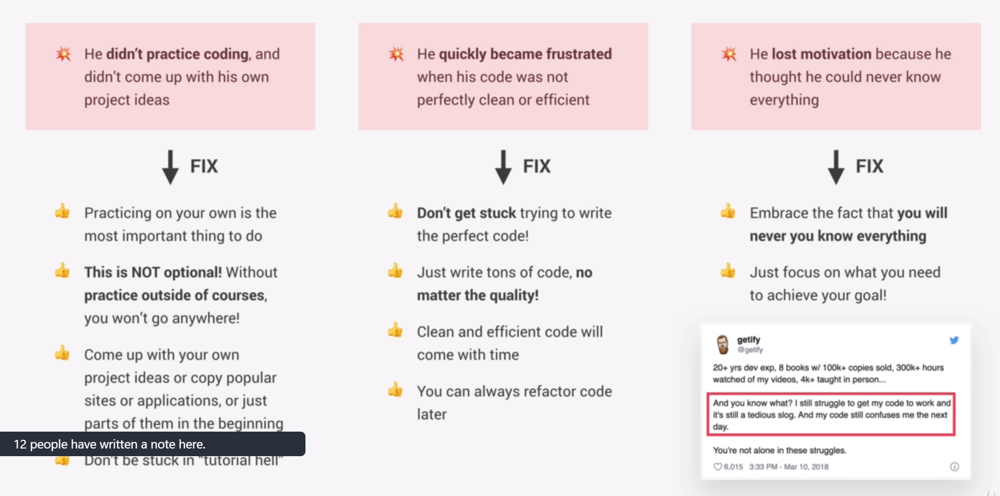 He didn't practice coding, and
didn't come up with his own
project ideas
FIX
Practicing on your own is the
most important thing to do
This is NOT optional! Without
practice outside of courses,
you won't go anywhere!
Come up with your own
project ideas or copy popular
sites or applications, or just
parts of them in the beginning
12 people have written a note here.
Don't be stuck in “tutorial hell”
He quickly became frustrated
when his code was not
perfectly clean or efficient
FIX
Don't get stuck trying to write
the perfect code!
Just write tons of code, no
matter the quality!
Clean and efficient code will
come with time
You can always refactor code
later
He lost motivation because he
thought he could never know
everything
FIX
Embrace the fact that you will
never you know everything
Just focus on what you need
to achieve your goal!
getify
@getify
20+ yrs dev exp, 8 books w/ 100k+ copies sold, 300k+ hours
watched of my videos, 4k+ taught in person...
And you know what? I still struggle to get my code to work and
it's still a tedious slog. And my code still confuses me the next
day.
You're not alone in these struggles.
6,015 3:33 PM - Mar 10, 2018